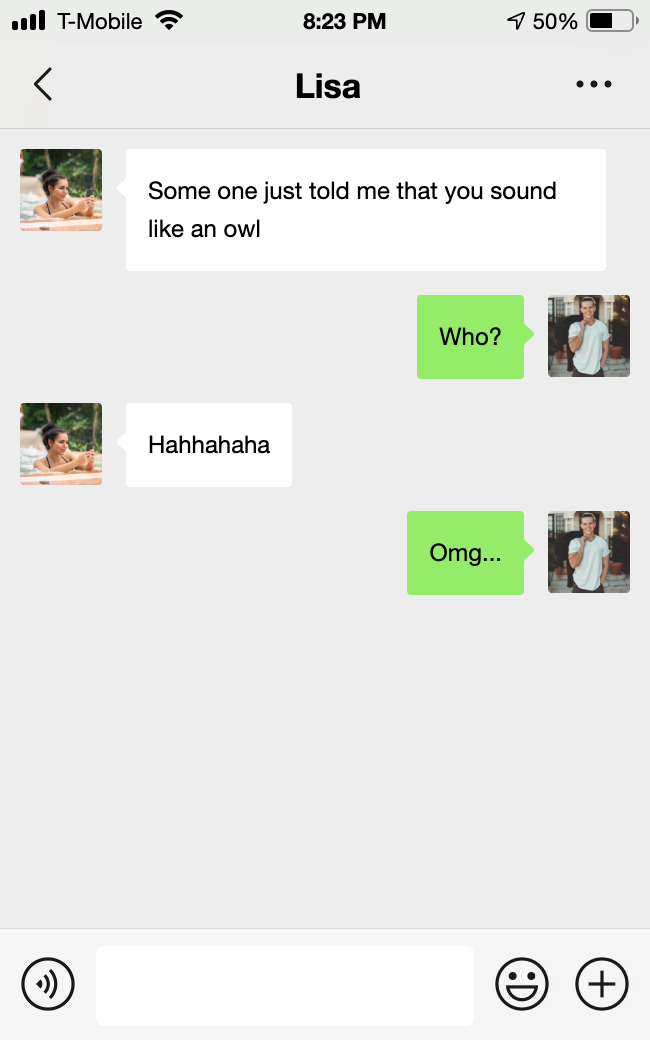 T-Mobile 8:23 PM 50%
Lisa
Some one just told me that you sound
like an owl
Who?
Hahhahaha
Omg...